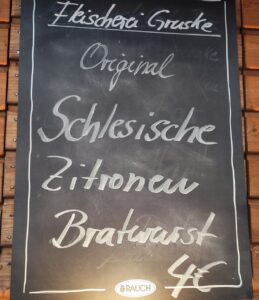 Fleischerei Gruske
Original
Schlesische
Zitronen
Bratwurst
4€
RAUCH